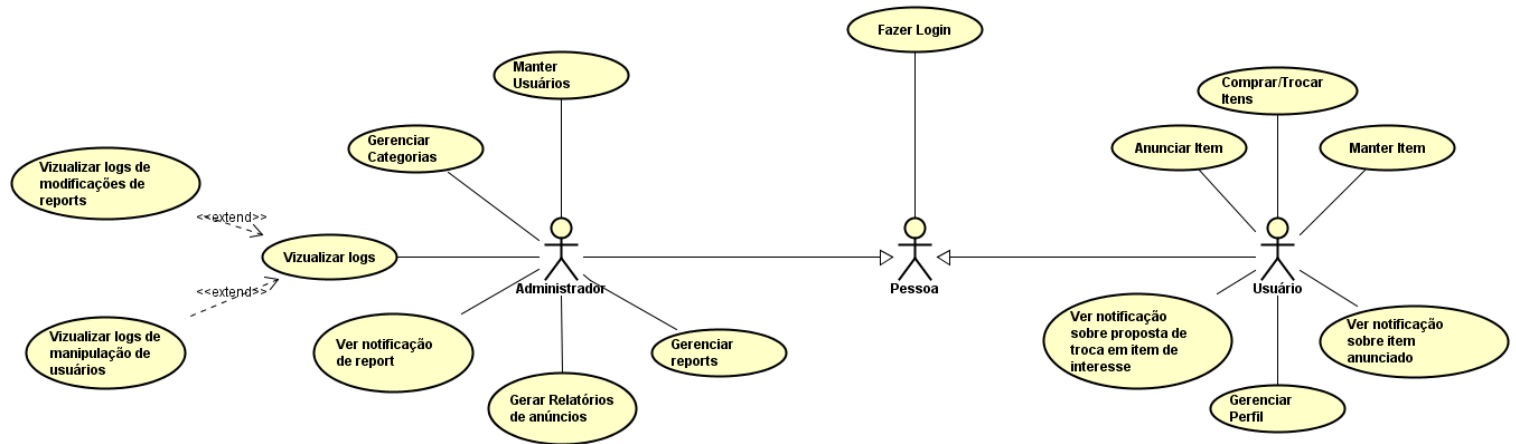 Fazer Login
Manter
Usuários
Comprar/Trocar
Itens
Gerenciar
Categorias
Anunciar Item
Manter Item
Vizualizar logs de
modificações de
reports
<<extend>>
Vizualizar logs
Administrador
Pessoa
Usuário
<<extend>>
Vizualizar logs de
manipulação de
usuários
Ver notificação
de report
Gerenciar
reports
Ver notificação
sobre proposta de
troca em item de
interesse
Ver notificação
sobre item
anunciado
Gerar Relatórios
de anúncios
Gerenciar
Perfil